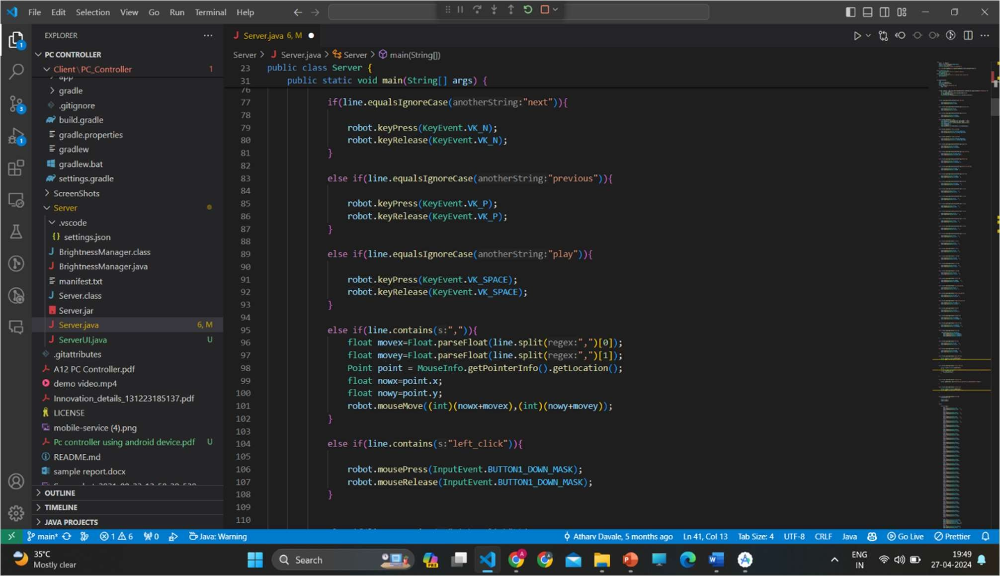 File Edit Selection View Go Run Terminal Help
EXPLORER
PC CONTROLLER
Client\PC_Controller 1
app
gradle
.gitignore
build.gradle
gradle.properties
gradlew
gradlew.bat
settings.gradle
ScreenShots
Server
.vscode
{} settings.json
J BrightnessManager.class
J BrightnessManager.java
manifest.txt
J Server.class
Server.jar
J Server.java 6, M
J ServerUI.java U
.gitattributes
A12 PC Controller.pdf
demo video.mp4
Innovation_details_131223185137.pdf
LICENSE
mobile-service (4).png
Pc controller using android device.pdf U
README.md
sample report.docx
OUTLINE
TIMELINE
JAVA PROJECTS
1
3
1
J Server.java 6, M
Server > J Server.java > Server > main(String[])
23 public class Server {
31 public static void main(String[] args) {
76
77 if(line.equalsIgnoreCase(anotherString:"next")){
78
79 robot.keyPress(KeyEvent.VK_N);
80 robot.keyRelease(KeyEvent.VK_N);
81 }
82
83 else if(line.equalsIgnoreCase(anotherString:"previous")){
84
85 robot.keyPress(KeyEvent.VK_P);
86 robot.keyRelease(KeyEvent.VK_P);
87 }
88
89 else if(line.equalsIgnoreCase(anotherString:"play")){
90
91 robot.keyPress(KeyEvent.VK_SPACE);
92 robot.keyRelease(KeyEvent.VK_SPACE);
93 }
94
95 else if(line.contains(s:",")){
96 float movex=Float.parseFloat(line.split(regex:",")[0]);
97 float movey=Float.parseFloat(line.split(regex:",")[1]);
98 Point point = MouseInfo.getPointerInfo().getLocation();
99 float nowx=point.x;
100 float nowy=point.y;
101 robot.mouseMove((int)(nowx+movex),(int)(nowy+movey));
102 }
103
104 else if(line.contains(s:"left_click")){
105
106 robot.mousePress(InputEvent.BUTTON1_DOWN_MASK);
107 robot.mouseRelease(InputEvent.BUTTON1_DOWN_MASK);
108 }
109
110
main* 1 6 0 Java: Warning Atharv Davale, 5 months ago Ln 41, Col 13 Tab Size: 4 UTF-8 CRLF Java Go Live Prettier
35°C
Mostly clear
Search
PRE
A
ENG
IN
19:49
27-04-2024